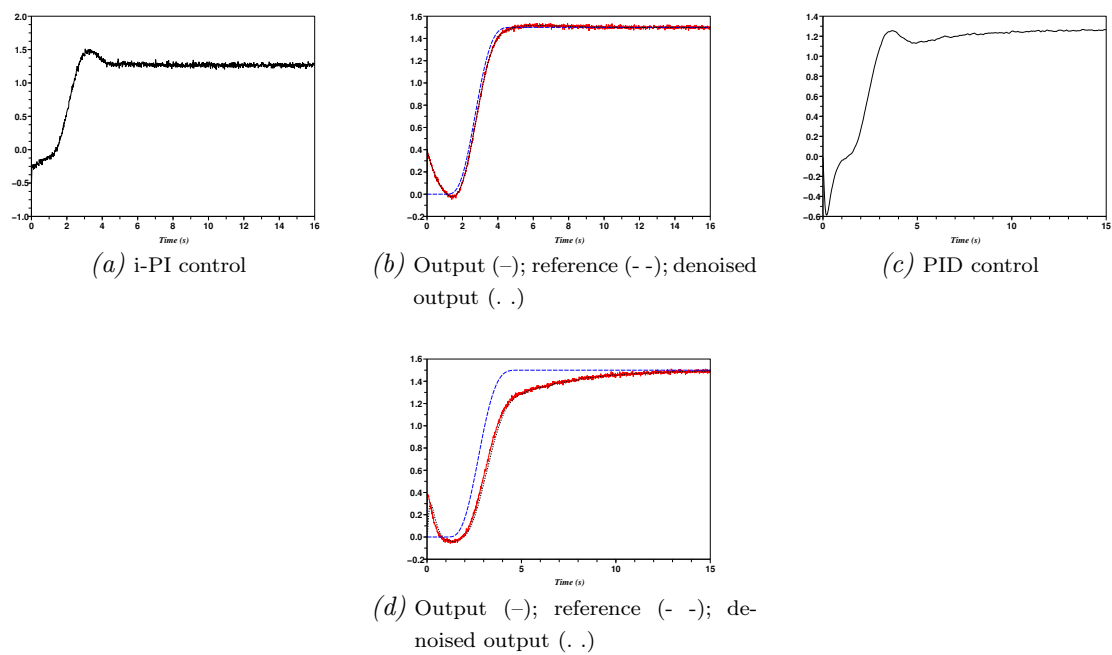 2.0
1.5
1.0
0.5
0.0
−0.5
−1.0
0 2 4 6 8 10 12 14 16
Time (s)
(a) i-PI control
1.6
1.4
1.2
1.0
0.8
0.6
0.4
0.2
0.0
−0.2
0 2 4 6 8 10 12 14 16
Time (s)
(b) Output (–); reference (- -); denoised
output (. .)
1.4
1.2
1.0
0.8
0.6
0.4
0.2
0.0
−0.2
−0.4
−0.6
0 5 10 15
Time (s)
(c) PID control
1.6
1.4
1.2
1.0
0.8
0.6
0.4
0.2
0.0
−0.2
0 5 10 15
Time (s)
(d) Output (–); reference (- -); de-
noised output (. .)